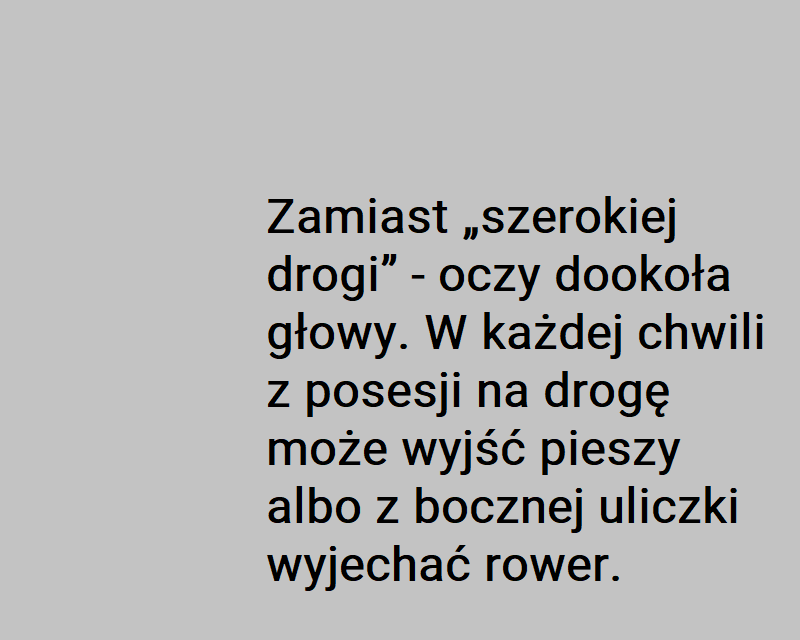 Zamiast „szerokiej
drogi” - oczy dookoła
głowy. W każdej chwili
z posesji na drogę
może wyjść pieszy
albo z bocznej uliczki
wyjechać rower.